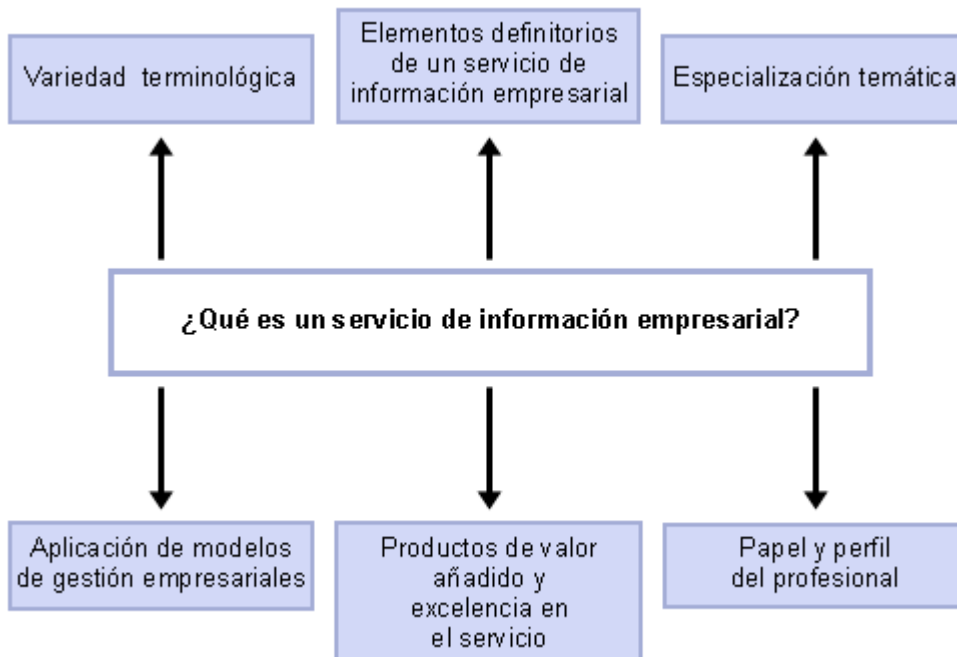 Variedad terminológica
Elementos definitorios
de un servicio de
información empresarial
Especialización temática
¿Qué es un servicio de información empresarial?
Aplicación de modelos
de gestión empresariales
Productos de valor
añadido y
excelencia en
el servicio
Papel y perfil
del profesional